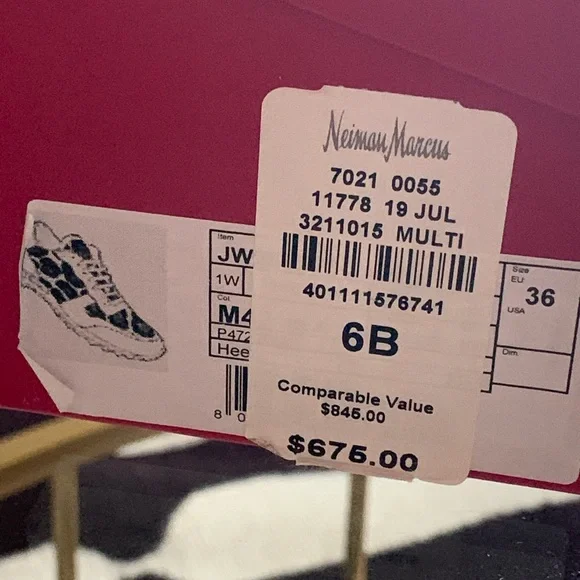 Neiman Marcus
7021 0055
11778 19 JUL
3211015 MULTI
401111576741
6B
Comparable Value
$845.00
$675.00
Item
JW
1W
Col
M4
P472
Hee
8 0
Size
EU
36
USA
Dim